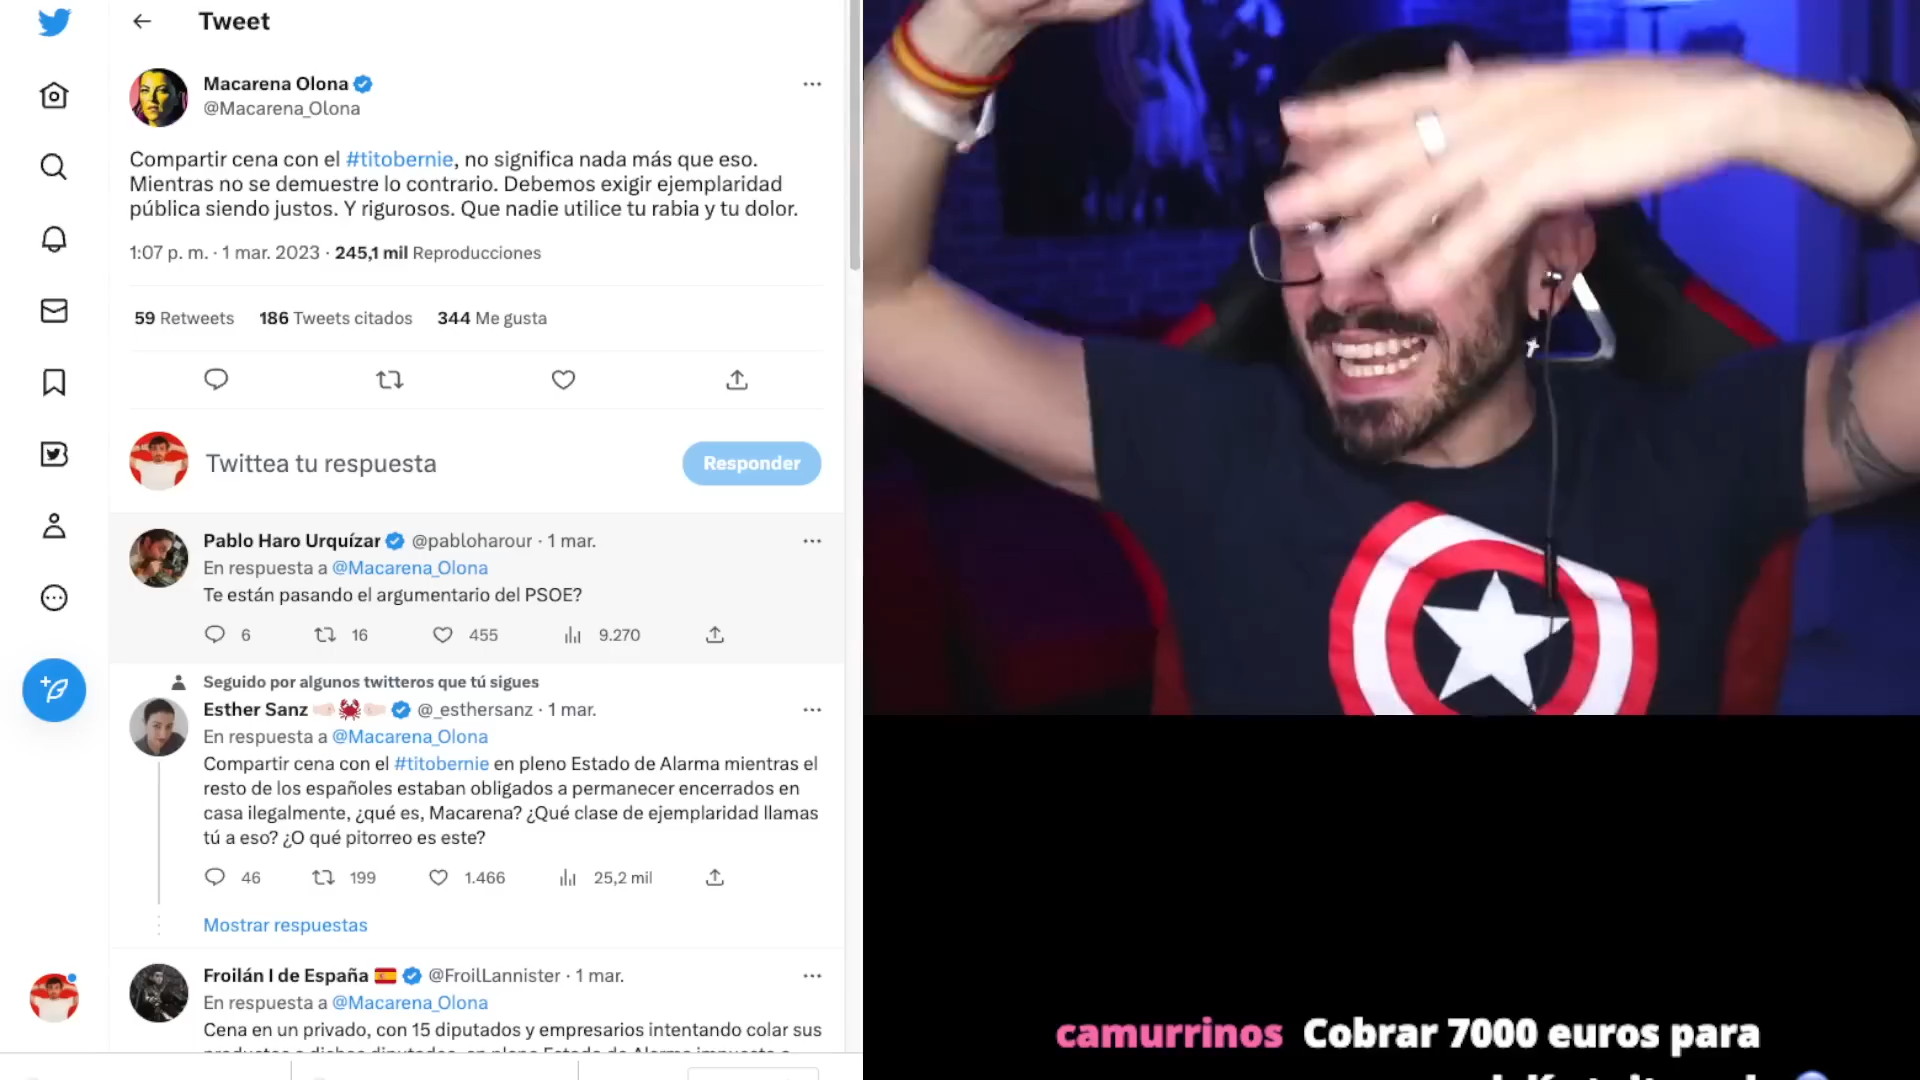 Tweet
Macarena Olona
@Macarena_Olona
Compartir cena con el #titobernie, no significa nada más que eso.
Mientras no se demuestre lo contrario. Debemos exigir ejemplaridad
pública siendo justos. Y rigurosos. Que nadie utilice tu rabia y tu dolor.
1:07 p. m. · 1 mar. 2023 · 245,1 mil Reproducciones
59 Retweets 186 Tweets citados 344 Me gusta
Twittea tu respuesta
Responder
Pablo Haro Urquízar @pabloharour · 1 mar.
En respuesta a @Macarena_Olona
Te están pasando el argumentario del PSOE?
6 16 455 9.270
Seguido por algunos twitteros que tú sigues
Esther Sanz @_esthersanz · 1 mar.
En respuesta a @Macarena_Olona
Compartir cena con el #titobernie en pleno Estado de Alarma mientras el
resto de los españoles estaban obligados a permanecer encerrados en
casa ilegalmente, ¿qué es, Macarena? ¿Qué clase de ejemplaridad llamas
tú a eso? ¿O qué pitorreo es este?
46 199 1.466 25,2 mil
Mostrar respuestas
Froilán I de España @FroilLannister · 1 mar.
En respuesta a @Macarena_Olona
Cena en un privado, con 15 diputados y empresarios intentando colar sus
camurrinos Cobrar 7000 euros para